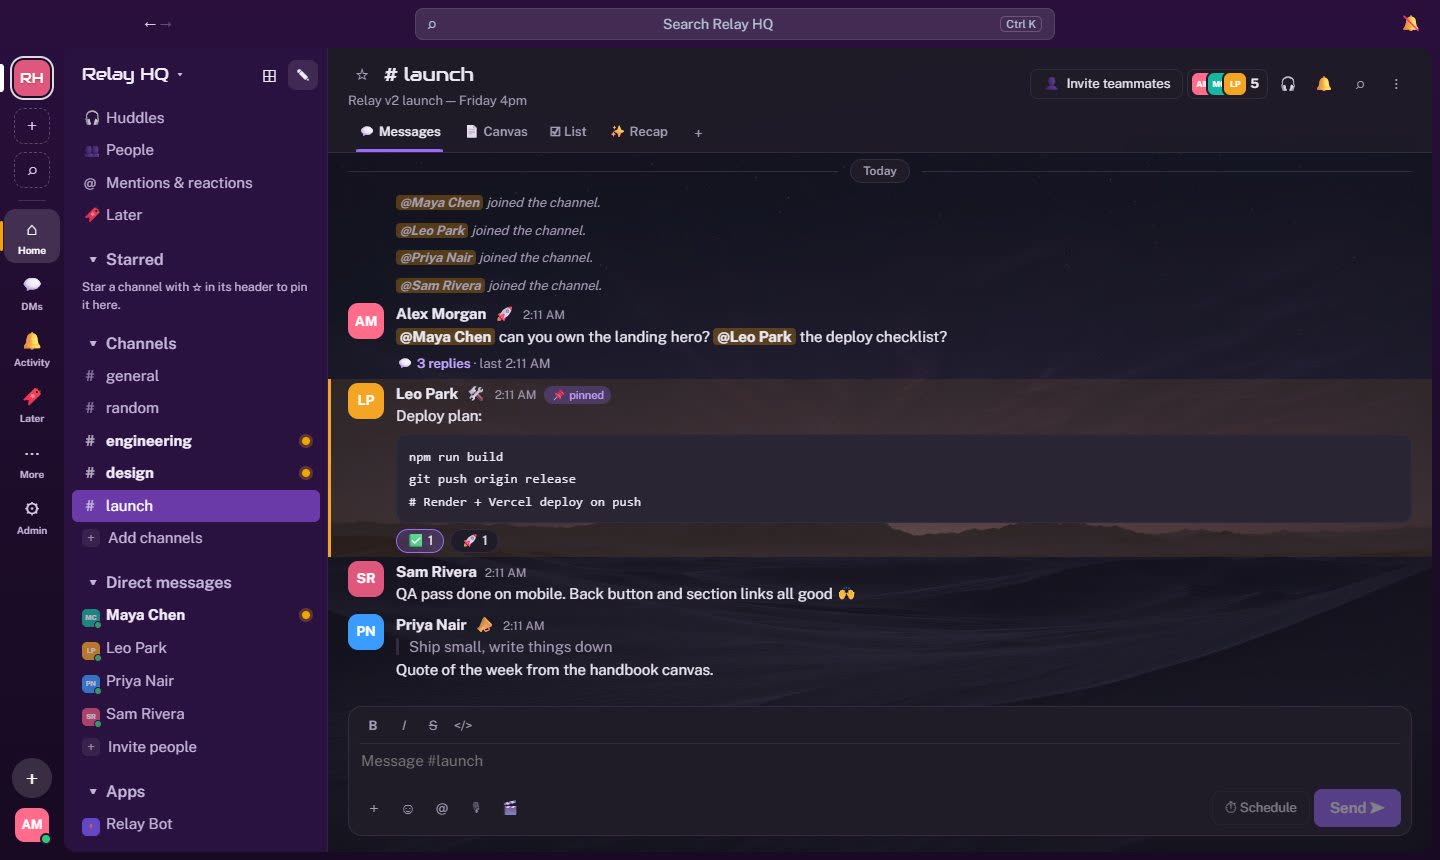 Search Relay HQ
Ctrl K
RH
Home
DMs
Activity
Later
More
Admin
AM
Relay HQ
Huddles
People
@ Mentions & reactions
Later
Starred
Star a channel with ☆ in its header to pin
it here.
Channels
# general
# random
# engineering
# design
# launch
+ Add channels
Direct messages
MC Maya Chen
LP Leo Park
PN Priya Nair
SR Sam Rivera
+ Invite people
Apps
Relay Bot
# launch
Relay v2 launch — Friday 4pm
Invite teammates
LP 5
Messages
Canvas
List
Recap
+
Today
@Maya Chen joined the channel.
@Leo Park joined the channel.
@Priya Nair joined the channel.
@Sam Rivera joined the channel.
AM
Alex Morgan 🚀 2:11 AM
@Maya Chen can you own the landing hero? @Leo Park the deploy checklist?
3 replies · last 2:11 AM
LP
Leo Park 🛠 2:11 AM 📌 pinned
Deploy plan:
npm run build
git push origin release
# Render + Vercel deploy on push
✅ 1 🚀 1
SR
Sam Rivera 2:11 AM
QA pass done on mobile. Back button and section links all good 🙌
PN
Priya Nair 📣 2:11 AM
Ship small, write things down
Quote of the week from the handbook canvas.
B I S </>
Message #launch
+ @
Schedule
Send